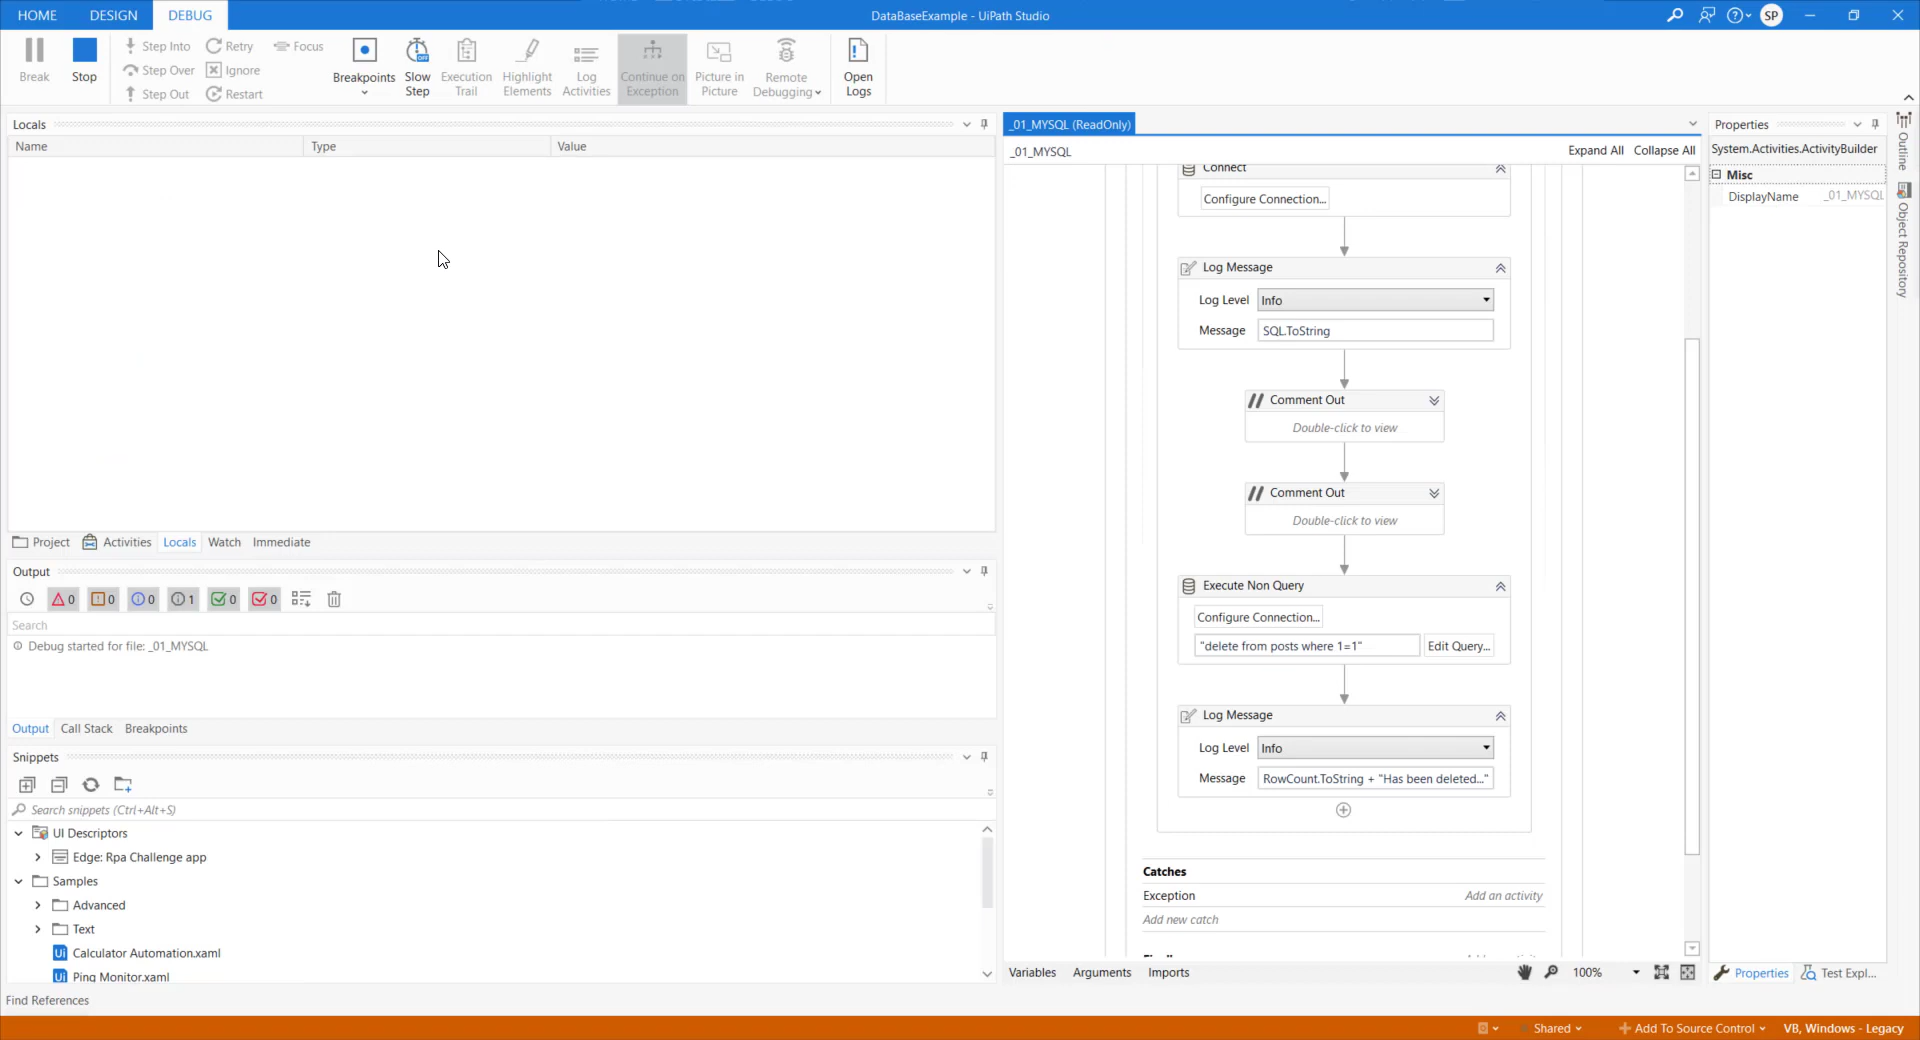 HOME DESIGN DEBUG DataBaseExample - UiPath Studio SP
Break
Stop
Step Into
Step Over
Step Out
Retry
Ignore
Restart
Focus
Breakpoints
Slow
Step
Execution
Trail
Highlight
Elements
Log
Activities
Continue on
Exception
Picture in
Picture
Remote
Debugging
Open
Logs
Locals
Name Type Value
Project Activities Locals Watch Immediate
Output
0 0 0 1 0 0
Search
Debug started for file: _01_MYSQL
Output Call Stack Breakpoints
Snippets
Search snippets (Ctrl+Alt+S)
UI Descriptors
Edge: Rpa Challenge app
Samples
Advanced
Text
Calculator Automation.xaml
Ping Monitor.xaml
Find References
_01_MYSQL (ReadOnly)
_01_MYSQL Expand All Collapse All
Connect
Configure Connection...
Log Message
Log Level Info
Message SQL.ToString
// Comment Out
Double-click to view
// Comment Out
Double-click to view
Execute Non Query
Configure Connection...
"delete from posts where 1=1" Edit Query...
Log Message
Log Level Info
Message RowCount.ToString + "Has been deleted..."
Catches
Exception Add an activity
Add new catch
Variables Arguments Imports 100%
Properties
System.Activities.ActivityBuilder
Misc
DisplayName _01_MYSQL
Properties Test Expl...
Outline
Object Repository
Shared Add To Source Control VB, Windows - Legacy